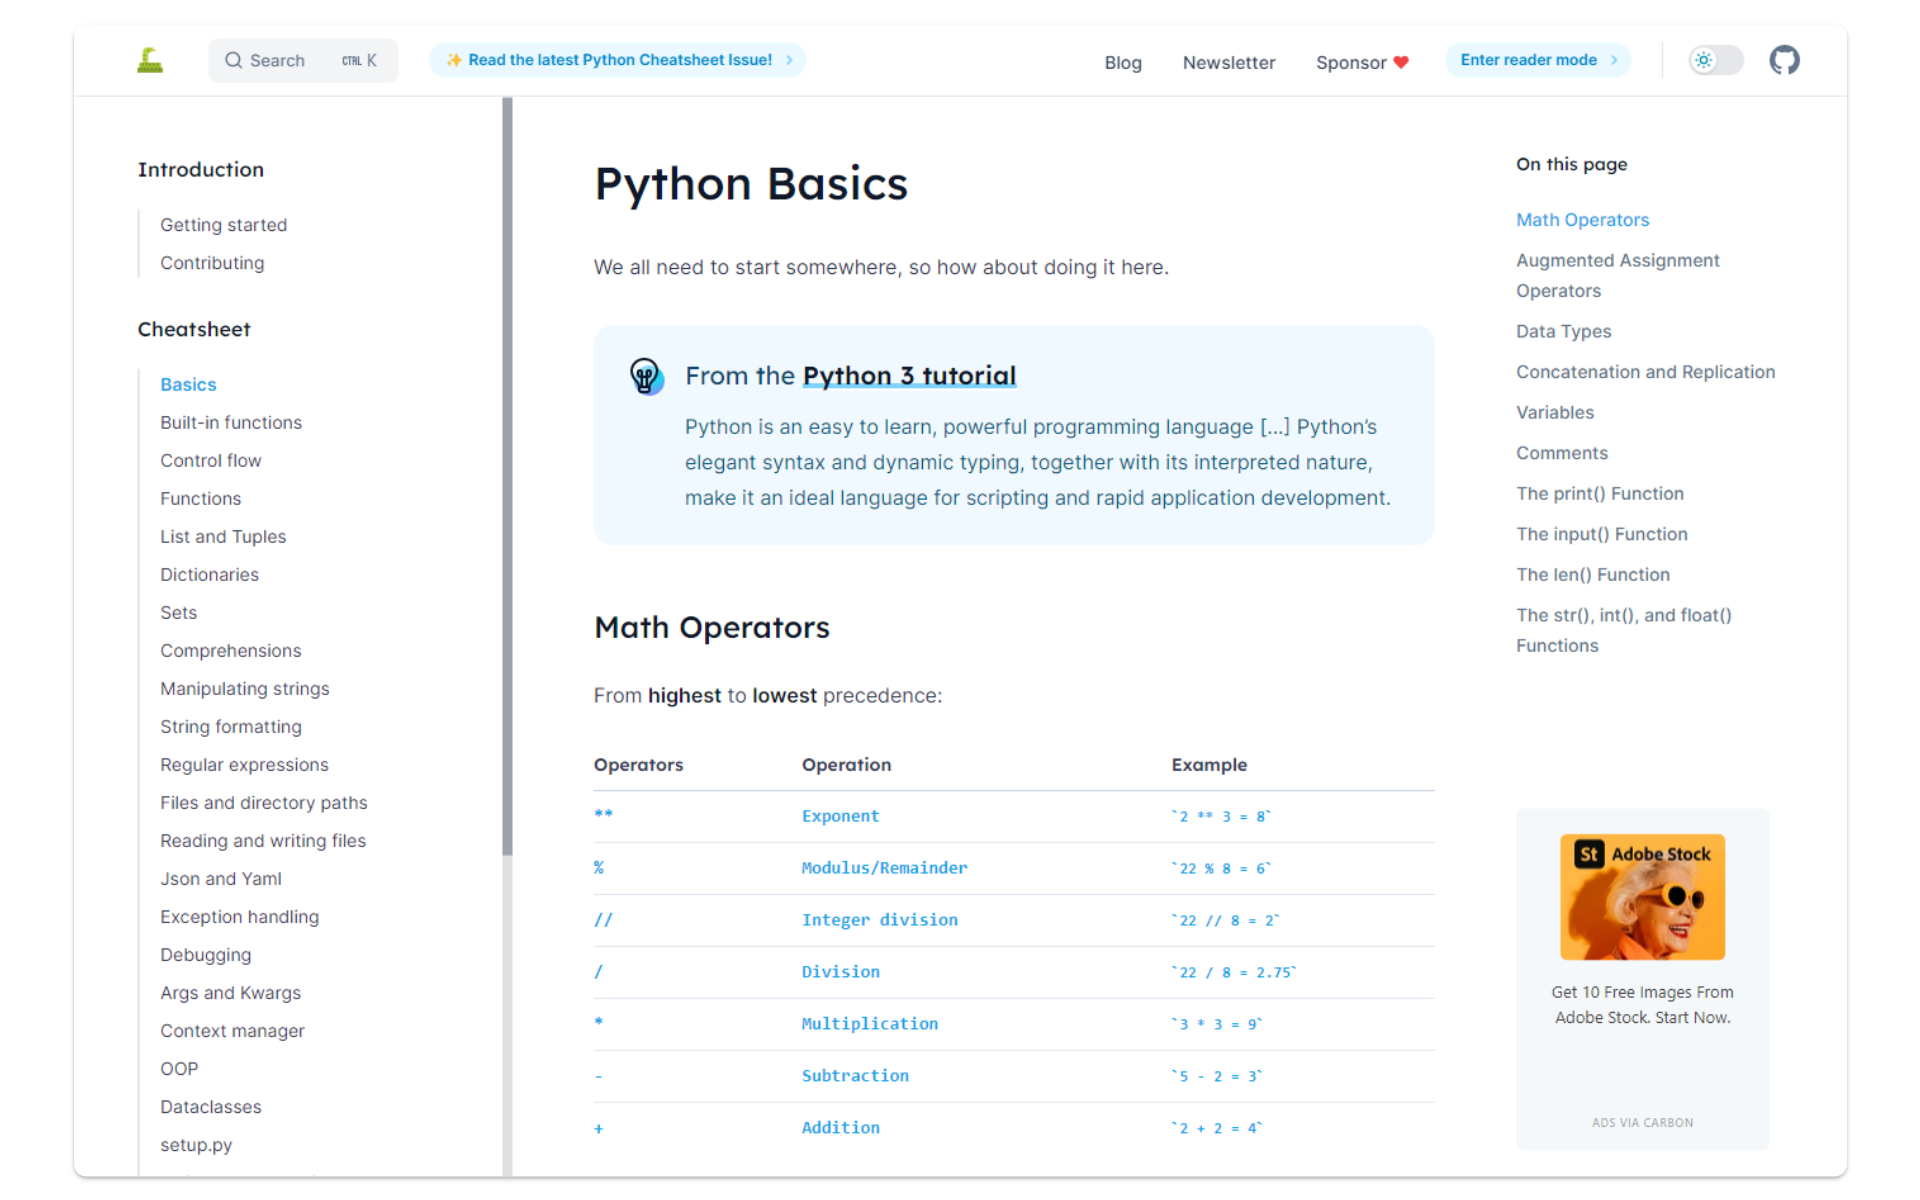 Search CTRL K
✨ Read the latest Python Cheatsheet Issue!
Blog Newsletter Sponsor ❤ Enter reader mode
Introduction
Getting started
Contributing
Cheatsheet
Basics
Built-in functions
Control flow
Functions
List and Tuples
Dictionaries
Sets
Comprehensions
Manipulating strings
String formatting
Regular expressions
Files and directory paths
Reading and writing files
Json and Yaml
Exception handling
Debugging
Args and Kwargs
Context manager
OOP
Dataclasses
setup.py
Python Basics
We all need to start somewhere, so how about doing it here.
From the Python 3 tutorial
Python is an easy to learn, powerful programming language [...] Python’s
elegant syntax and dynamic typing, together with its interpreted nature,
make it an ideal language for scripting and rapid application development.
Math Operators
From highest to lowest precedence:
Operators Operation Example
** Exponent `2 ** 3 = 8`
% Modulus/Remainder `22 % 8 = 6`
// Integer division `22 // 8 = 2`
/ Division `22 / 8 = 2.75`
* Multiplication `3 * 3 = 9`
- Subtraction `5 - 2 = 3`
+ Addition `2 + 2 = 4`
On this page
Math Operators
Augmented Assignment
Operators
Data Types
Concatenation and Replication
Variables
Comments
The print() Function
The input() Function
The len() Function
The str(), int(), and float()
Functions
St Adobe Stock
Get 10 Free Images From
Adobe Stock. Start Now.
ADS VIA CARBON